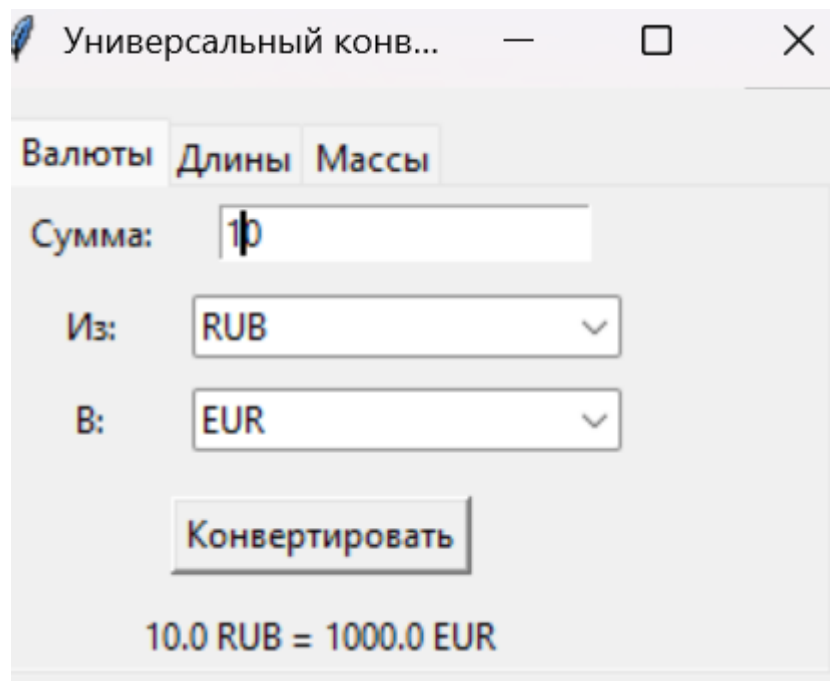 Универсальный конв...
Валюты Длины Массы
Сумма: 10
Из: RUB
В: EUR
Конвертировать
10.0 RUB = 1000.0 EUR